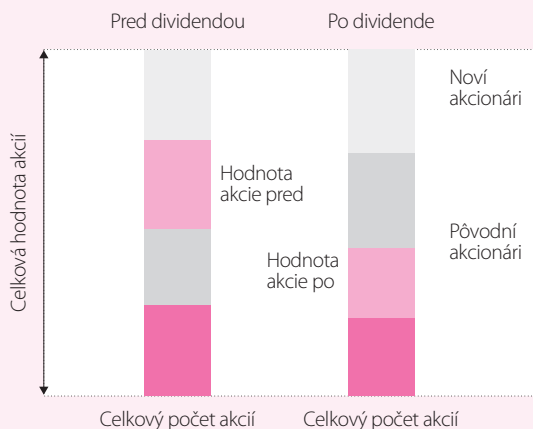 Pred dividendou
Po dividende
Noví
akcionári
Hodnota
akcie pred
Pôvodní
akcionári
Hodnota
akcie po
Celková hodnota akcií
Celkový počet akcií
Celkový počet akcií